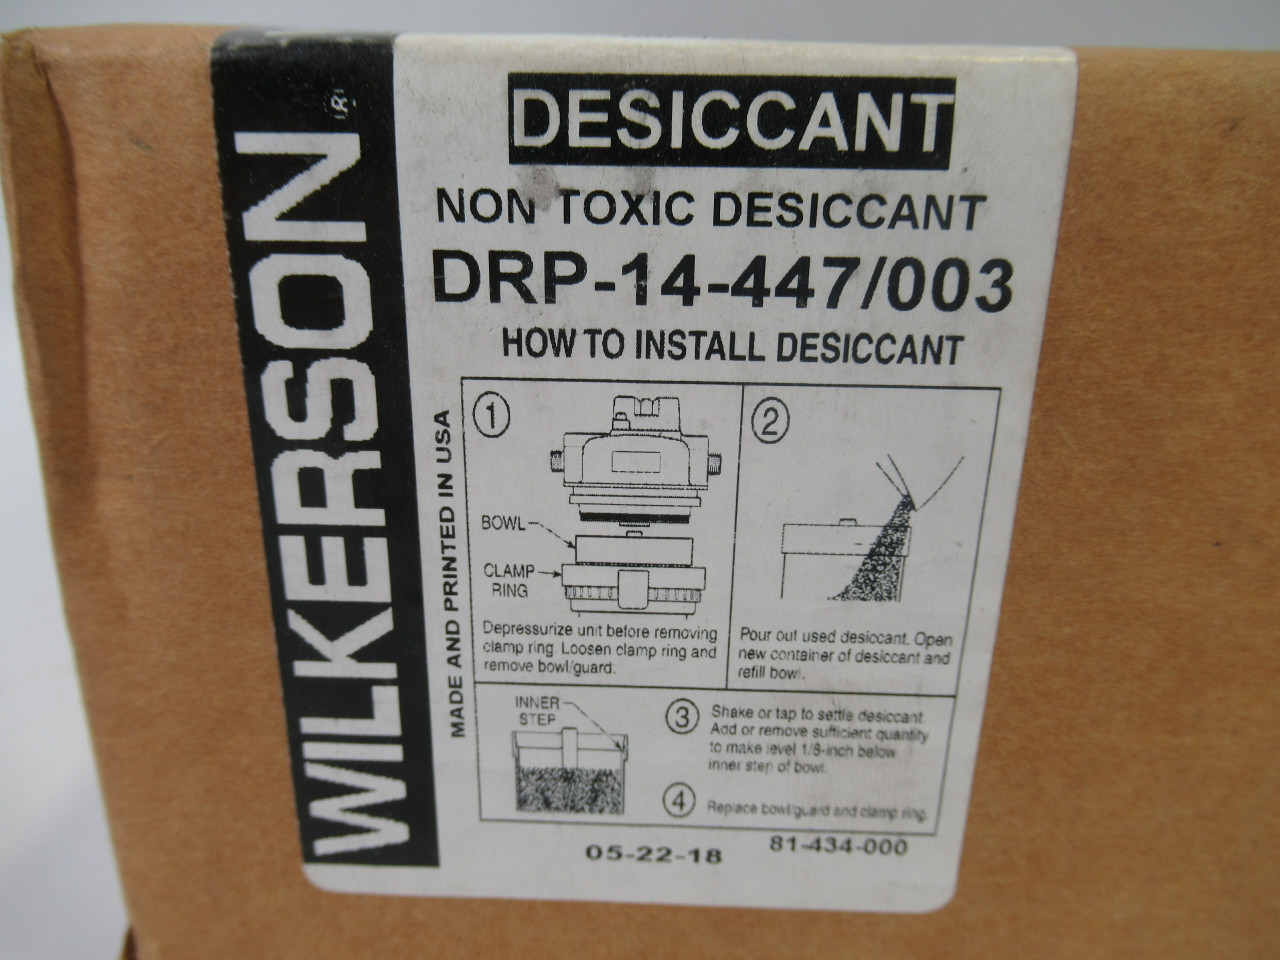 WILKERSON®
DESICCANT
NON TOXIC DESICCANT
DRP-14-447/003
HOW TO INSTALL DESICCANT
MADE AND PRINTED IN USA
1
BOWL
CLAMP
RING
Depressurize unit before removing
clamp ring. Loosen clamp ring and
remove bowl/guard.
2
Pour out used desiccant. Open
new container of desiccant and
refill bowl.
INNER
STEP
3
Shake or tap to settle desiccant.
Add or remove sufficient quantity
to make level 1/8-inch below
inner step of bowl.
4
Replace bowl/guard and clamp ring.
05-22-18
81-434-000